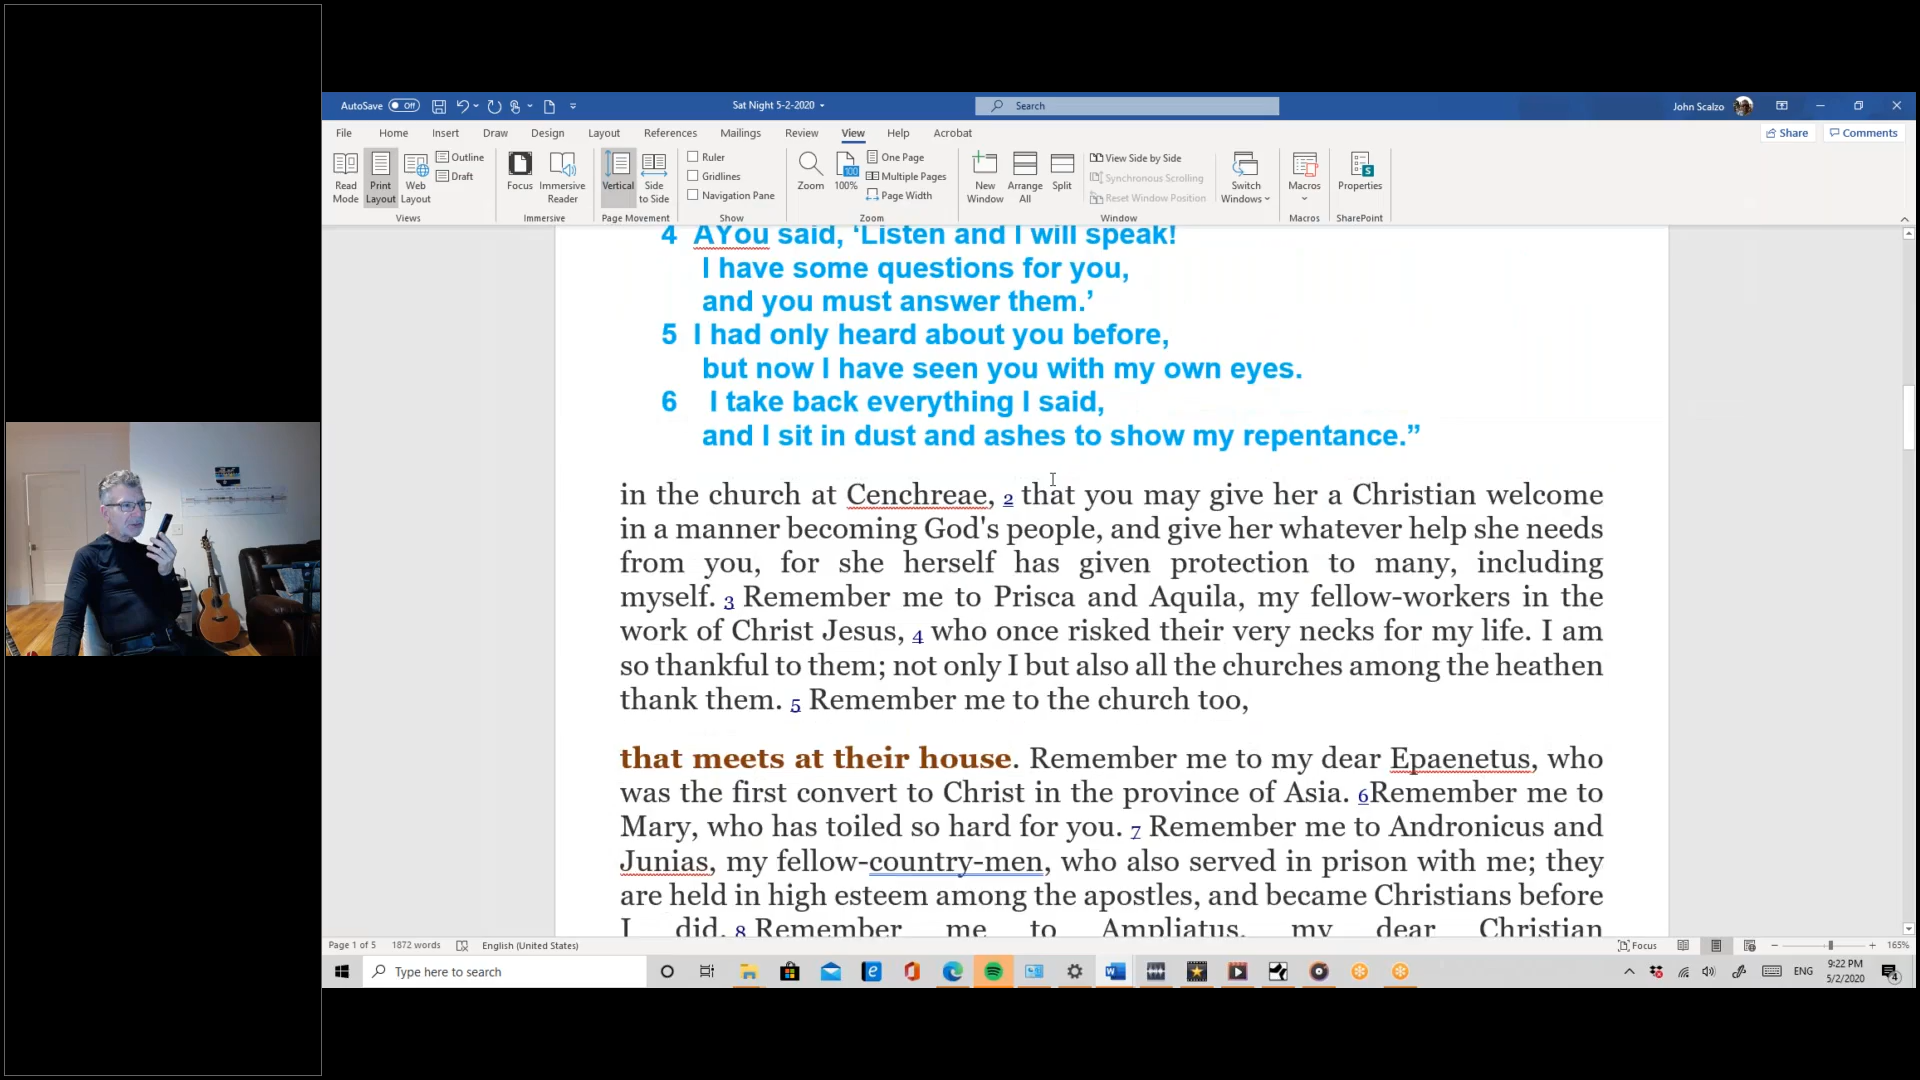 AutoSave Off Sat Night 5-2-2020 Search John Scalzo
File Home Insert Draw Design Layout References Mailings Review View Help Acrobat Share Comments
Read Mode
Print Layout
Web Layout
Outline
Draft
Views
Focus
Immersive Reader
Immersive
Vertical
Side to Side
Page Movement
Ruler
Gridlines
Navigation Pane
Show
Zoom
100
100%
One Page
Multiple Pages
Page Width
Zoom
New Window
Arrange All
Split
View Side by Side
Synchronous Scrolling
Reset Window Position
Window
Switch Windows
Macros
Macros
Properties
SharePoint
4 AYou said, ‘Listen and I will speak!
I have some questions for you,
and you must answer them.’
5 I had only heard about you before,
but now I have seen you with my own eyes.
6 I take back everything I said,
and I sit in dust and ashes to show my repentance.”
in the church at Cenchreae, 2 that you may give her a Christian welcome
in a manner becoming God's people, and give her whatever help she needs
from you, for she herself has given protection to many, including
myself. 3 Remember me to Prisca and Aquila, my fellow-workers in the
work of Christ Jesus, 4 who once risked their very necks for my life. I am
so thankful to them; not only I but also all the churches among the heathen
thank them. 5 Remember me to the church too,
that meets at their house. Remember me to my dear Epaenetus, who
was the first convert to Christ in the province of Asia. 6Remember me to
Mary, who has toiled so hard for you. 7 Remember me to Andronicus and
Junias, my fellow-country-men, who also served in prison with me; they
are held in high esteem among the apostles, and became Christians before
I did. 8 Remember me to Ampliatus, my dear Christian
Page 1 of 5 1872 words English (United States) Focus 165%
Type here to search ENG 9:22 PM
5/2/2020 4